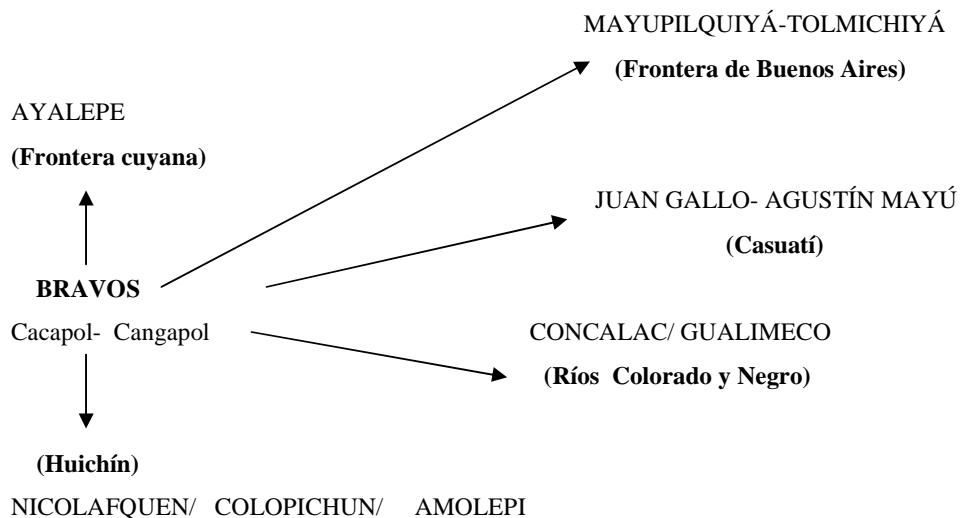 MAYUPILQUIYÁ-TOLMICHIYÁ
(Frontera de Buenos Aires)
AYALEPE
(Frontera cuyana)
JUAN GALLO- AGUSTÍN MAYÚ
(Casuatí)
BRAVOS
Cacapol- Cangapol
CONCALAC/ GUALIMECO
(Ríos Colorado y Negro)
(Huichín)
NICOLAFQUEN/ COLOPICHUN/ AMOLEPI